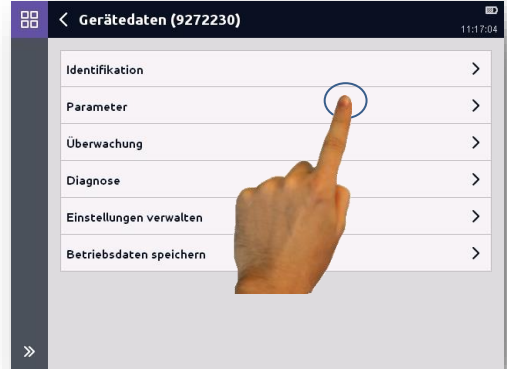 Gerätedaten (9272230)
11:17:04
Identifikation
Parameter
Überwachung
Diagnose
Einstellungen verwalten
Betriebsdaten speichern